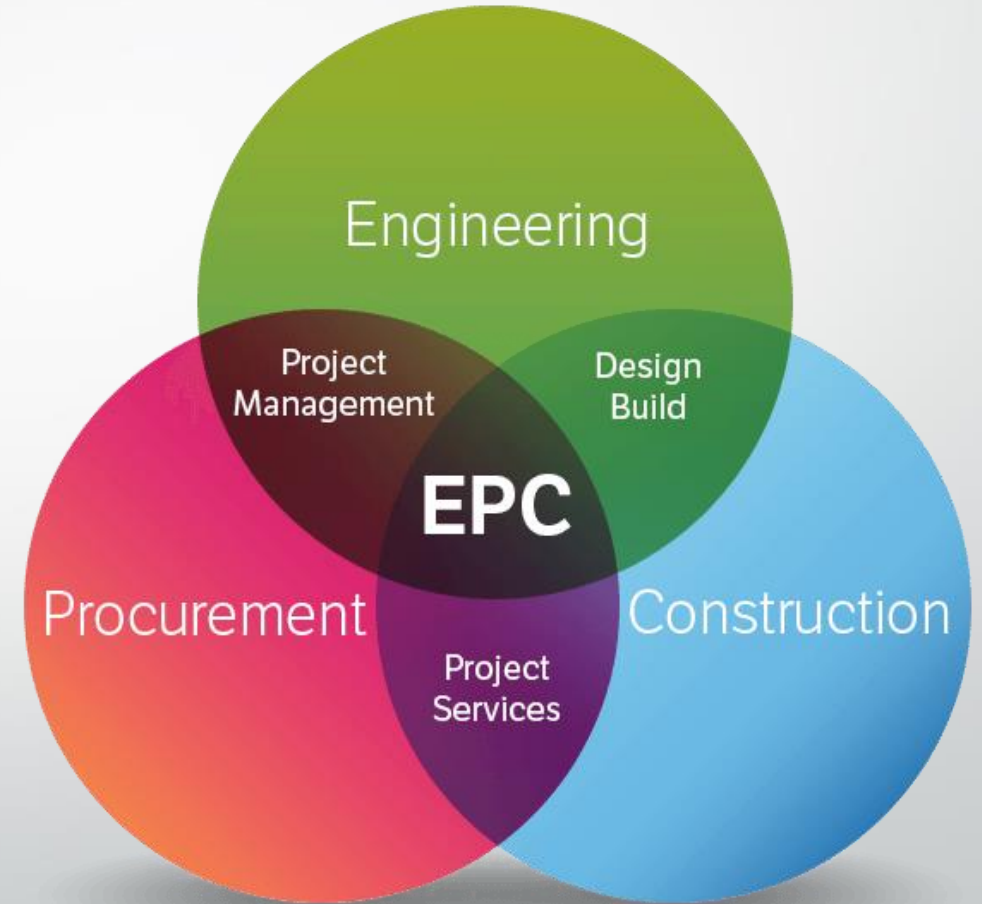 Engineering
Project
Management
Design
Build
EPC
Procurement
Construction
Project
Services